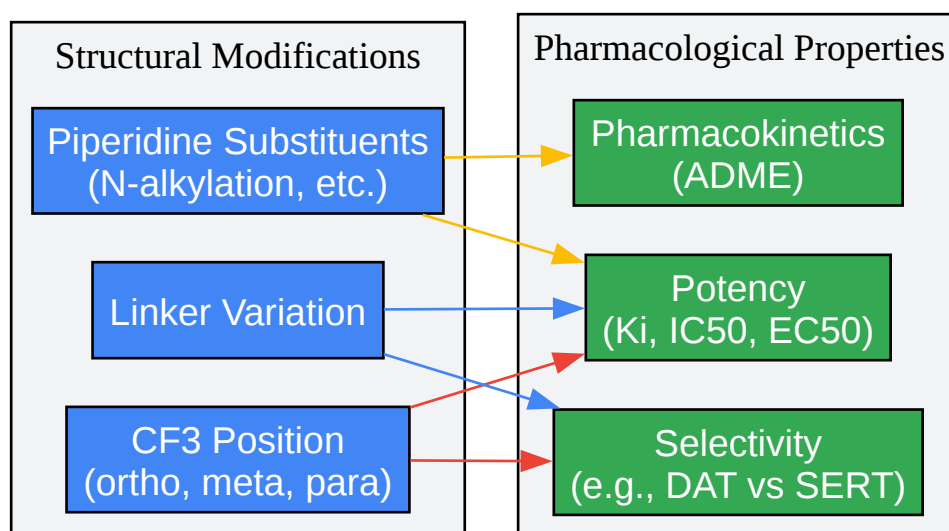 Structural Modifications
Piperidine Substituents
(N-alkylation, etc.)
Linker Variation
CF3 Position
(ortho, meta, para)
Pharmacological Properties
Pharmacokinetics
(ADME)
Potency
(Ki, IC50, EC50)
Selectivity
(e.g., DAT vs SERT)